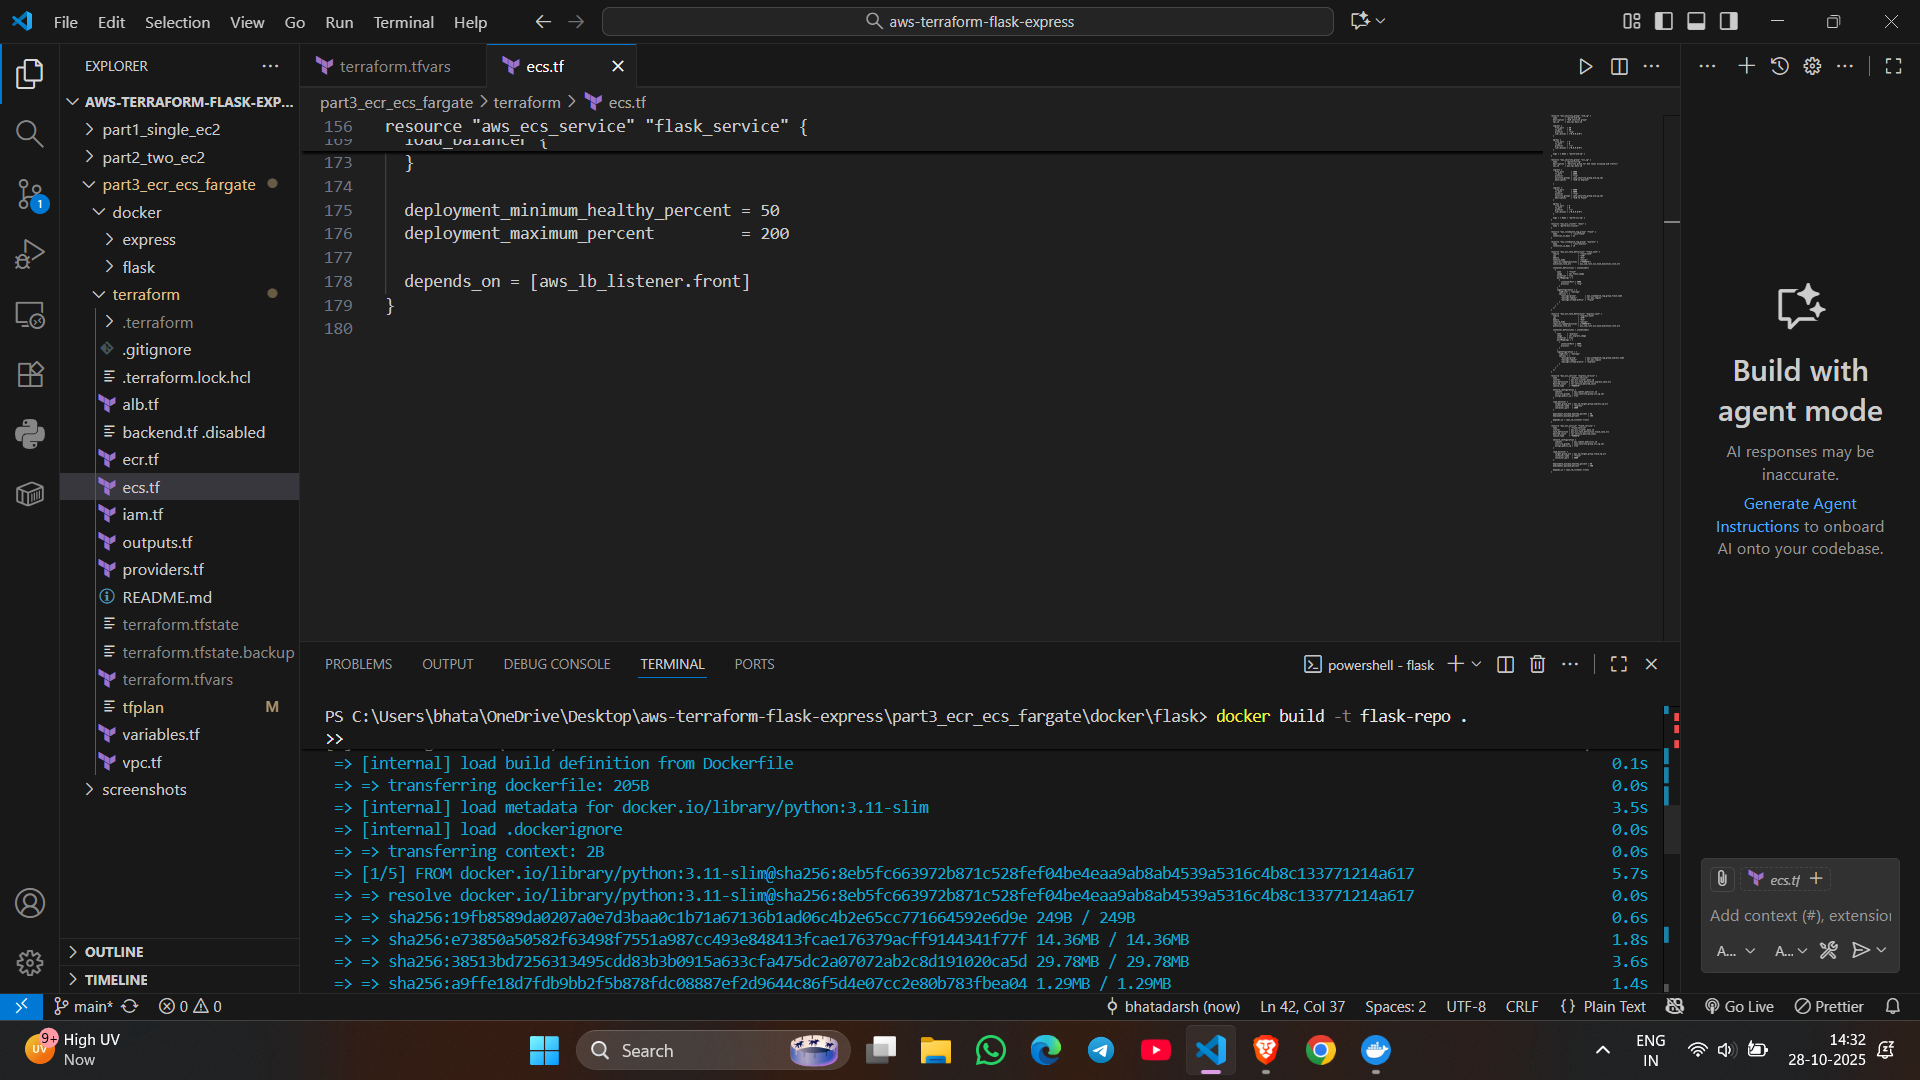 File Edit Selection View Go Run Terminal Help
aws-terraform-flask-express
EXPLORER
AWS-TERRAFORM-FLASK-EXP...
part1_single_ec2
part2_two_ec2
part3_ecr_ecs_fargate
docker
express
flask
terraform
.terraform
.gitignore
.terraform.lock.hcl
alb.tf
backend.tf .disabled
ecr.tf
ecs.tf
iam.tf
outputs.tf
providers.tf
README.md
terraform.tfstate
terraform.tfstate.backup
terraform.tfvars
tfplan M
variables.tf
vpc.tf
screenshots
OUTLINE
TIMELINE
1
terraform.tfvars
ecs.tf
part3_ecr_ecs_fargate > terraform > ecs.tf
156 resource "aws_ecs_service" "flask_service" {
169 load_balancer {
173 }
174
175 deployment_minimum_healthy_percent = 50
176 deployment_maximum_percent = 200
177
178 depends_on = [aws_lb_listener.front]
179 }
180
PROBLEMS OUTPUT DEBUG CONSOLE TERMINAL PORTS
powershell - flask
PS C:\Users\bhata\OneDrive\Desktop\aws-terraform-flask-express\part3_ecr_ecs_fargate\docker\flask> docker build -t flask-repo .
>>
=> [internal] load build definition from Dockerfile 0.1s
=> => transferring dockerfile: 205B 0.0s
=> [internal] load metadata for docker.io/library/python:3.11-slim 3.5s
=> [internal] load .dockerignore 0.0s
=> => transferring context: 2B 0.0s
=> [1/5] FROM docker.io/library/python:3.11-slim@sha256:8eb5fc663972b871c528fef04be4eaa9ab8ab4539a5316c4b8c133771214a617 5.7s
=> => resolve docker.io/library/python:3.11-slim@sha256:8eb5fc663972b871c528fef04be4eaa9ab8ab4539a5316c4b8c133771214a617 0.0s
=> => sha256:19fb8589da0207a0e7d3baa0c1b71a67136b1ad06c4b2e65cc771664592e6d9e 249B / 249B 0.6s
=> => sha256:e73850a50582f63498f7551a987cc493e848413fcae176379acff9144341f77f 14.36MB / 14.36MB 1.8s
=> => sha256:38513bd7256313495cdd83b3b0915a633cfa475dc2a07072ab2c8d191020ca5d 29.78MB / 29.78MB 3.6s
=> => sha256:a9ffe18d7fdb9bb2f5b878fdc08887ef2d9644c86f5d4e07cc2e80b783fbea04 1.29MB / 1.29MB 1.4s
Build with
agent mode
AI responses may be
inaccurate.
Generate Agent
Instructions to onboard
AI onto your codebase.
ecs.tf
Add context (#), extension
A... A...
main* 0 0 bhatadarsh (now) Ln 42, Col 37 Spaces: 2 UTF-8 CRLF {} Plain Text Go Live Prettier
9+ UV High UV
Now
Search
ENG
IN
14:32
28-10-2025